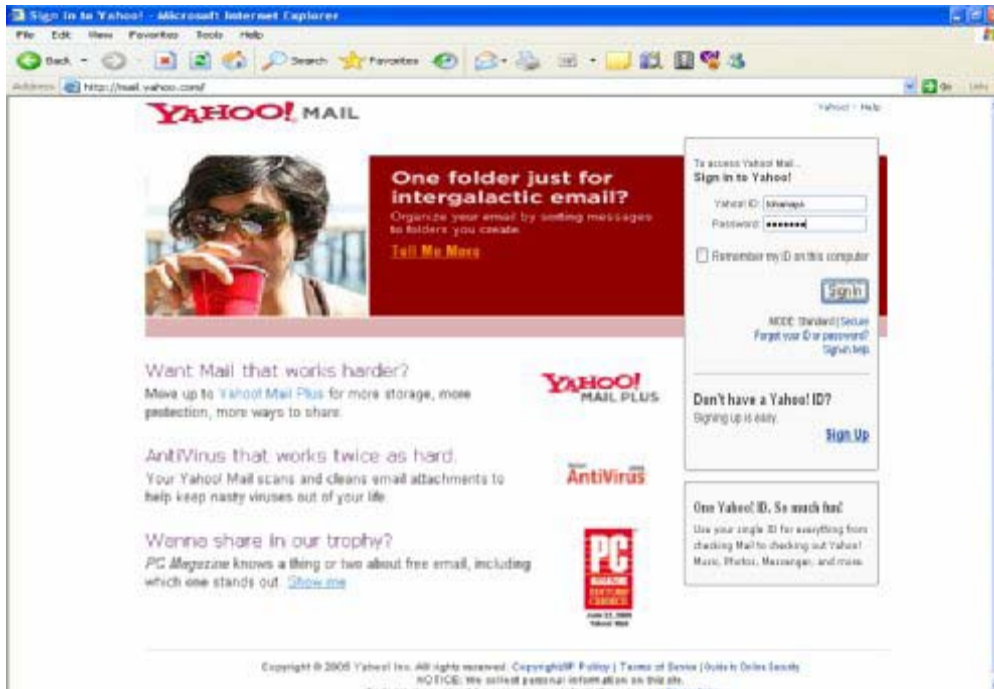 Sign In to Yahoo! - Microsoft Internet Explorer
File Edit View Favorites Tools Help
Back Search Favorites
Address http://mail.yahoo.com/ Go Links
YAHOO! MAIL
Yahoo! - Help
One folder just for
intergalactic email?
Organize your email by sorting messages
to folders you create
Tell Me More
To access Yahoo! Mail...
Sign in to Yahoo!
Yahoo! ID:
Password:
Remember my ID on this computer
Sign In
MODE: Standard | Secure
Forgot your ID or password?
Sign-in help
Don't have a Yahoo! ID?
Signing up is easy.
Sign Up
One Yahoo! ID. So much fun!
Use your single ID for everything from
checking Mail to checking out Yahoo!
Music, Photos, Messenger, and more.
Want Mail that works harder?
Move up to Yahoo! Mail Plus for more storage, more
protection, more ways to share.
YAHOO!
MAIL PLUS
AntiVirus that works twice as hard.
Your Yahoo! Mail scans and cleans email attachments to
help keep nasty viruses out of your life.
AntiVirus
Wanna share in our trophy?
PC Magazine knows a thing or two about free email, including
which one stands out. Show me
PC
MAGAZINE
EDITORS'
CHOICE
Yahoo! Mail
Copyright © 2005 Yahoo! Inc. All rights reserved. Copyright/IP Policy | Terms of Service | Guide to Online Security
NOTICE: We collect personal information on this site.